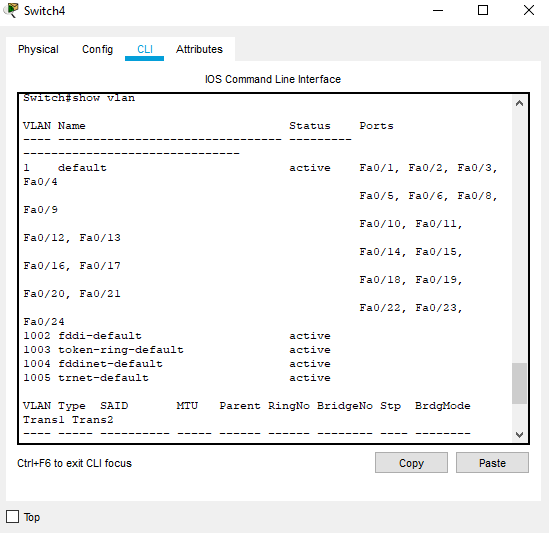 Switch4
Physical Config CLI Attributes
IOS Command Line Interface
Switch#show vlan
VLAN Name                             Status    Ports
---- -------------------------------- ---------
-------------------------------
1    default                          active    Fa0/1, Fa0/2, Fa0/3,
Fa0/4
                                                Fa0/5, Fa0/6, Fa0/8,
Fa0/9
                                                Fa0/10, Fa0/11,
Fa0/12, Fa0/13
                                                Fa0/14, Fa0/15,
Fa0/16, Fa0/17
                                                Fa0/18, Fa0/19,
Fa0/20, Fa0/21
                                                Fa0/22, Fa0/23,
Fa0/24
1002 fddi-default                     active
1003 token-ring-default               active
1004 fddinet-default                  active
1005 trnet-default                    active
VLAN Type  SAID       MTU   Parent RingNo BridgeNo Stp  BrdgMode
Trans1 Trans2
---- ----- ---------- ----- ------ ------ -------- ---- --------
Ctrl+F6 to exit CLI focus
Copy
Paste
Top